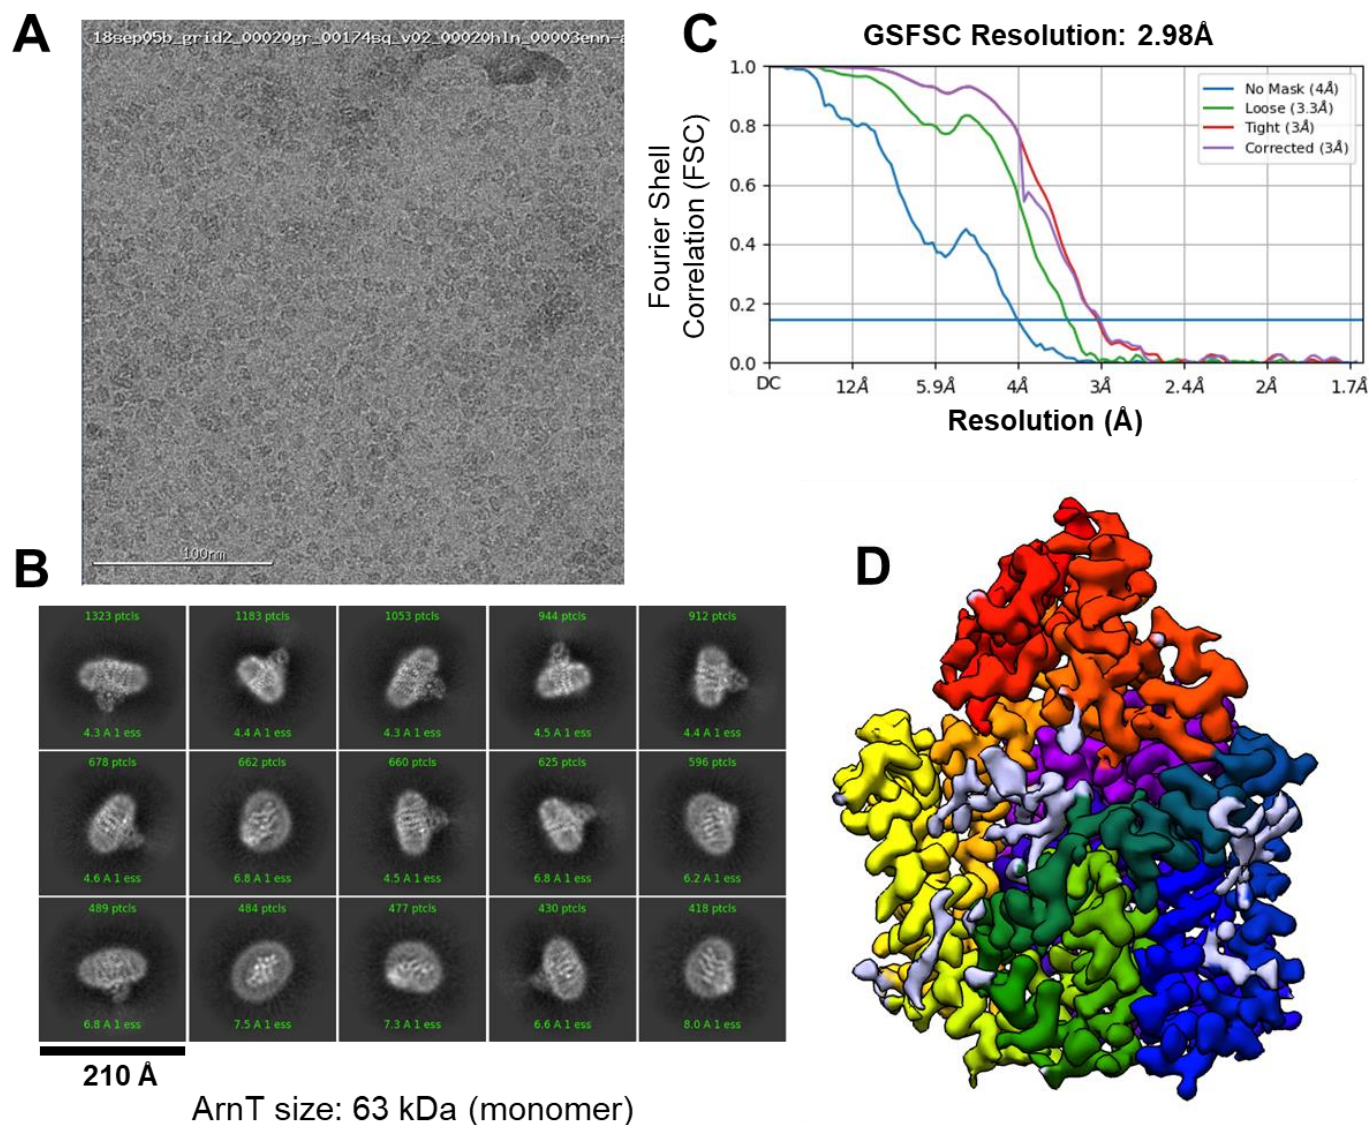 A
18sep05b_grid2_00020gr_00174sq_v02_00020hln_00003enn-a
100nm
B
1323 ptcls
1183 ptcls
1053 ptcls
944 ptcls
912 ptcls
4.3 A 1 ess
4.4 A 1 ess
4.3 A 1 ess
4.5 A 1 ess
4.4 A 1 ess
678 ptcls
662 ptcls
660 ptcls
625 ptcls
596 ptcls
4.6 A 1 ess
6.8 A 1 ess
4.5 A 1 ess
6.8 A 1 ess
6.2 A 1 ess
489 ptcls
484 ptcls
477 ptcls
430 ptcls
418 ptcls
6.8 A 1 ess
7.5 A 1 ess
7.3 A 1 ess
6.6 A 1 ess
8.0 A 1 ess
210 Å
ArnT size: 63 kDa (monomer)
C
GSFSC Resolution: 2.98Å
Fourier Shell
Correlation (FSC)
1.0
0.8
0.6
0.4
0.2
0.0
No Mask (4Å)
Loose (3.3Å)
Tight (3Å)
Corrected (3Å)
DC
12Å
5.9Å
4Å
3Å
2.4Å
2Å
1.7Å
Resolution (Å)
D